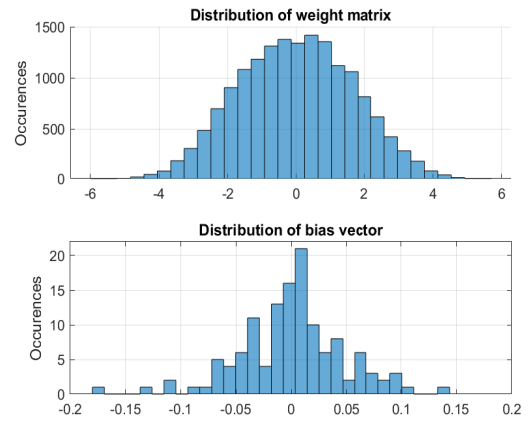 Distribution of weight matrix
1500
1000
500
0
Occurences
-6 -4 -2 0 2 4 6
Distribution of bias vector
20
15
10
5
0
Occurences
-0.2 -0.15 -0.1 -0.05 0 0.05 0.1 0.15 0.2